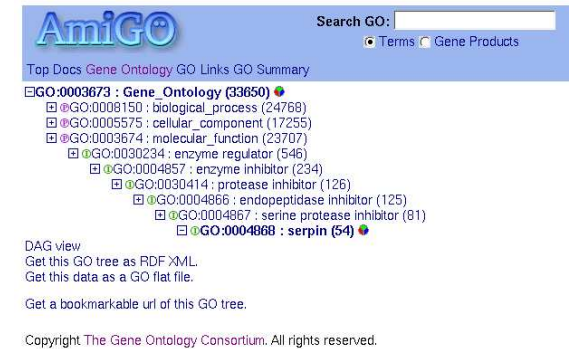 AmiGO
Search GO:
Terms Gene Products
Top Docs Gene Ontology GO Links GO Summary
GO:0003673 : Gene_Ontology (33650)
GO:0008150 : biological_process (24768)
GO:0005575 : cellular_component (17255)
GO:0003674 : molecular_function (23707)
GO:0030234 : enzyme regulator (546)
GO:0004857 : enzyme inhibitor (234)
GO:0030414 : protease inhibitor (126)
GO:0004866 : endopeptidase inhibitor (125)
GO:0004867 : serine protease inhibitor (81)
GO:0004868 : serpin (54)
DAG view
Get this GO tree as RDF XML.
Get this data as a GO flat file.
Get a bookmarkable url of this GO tree.
Copyright The Gene Ontology Consortium. All rights reserved.